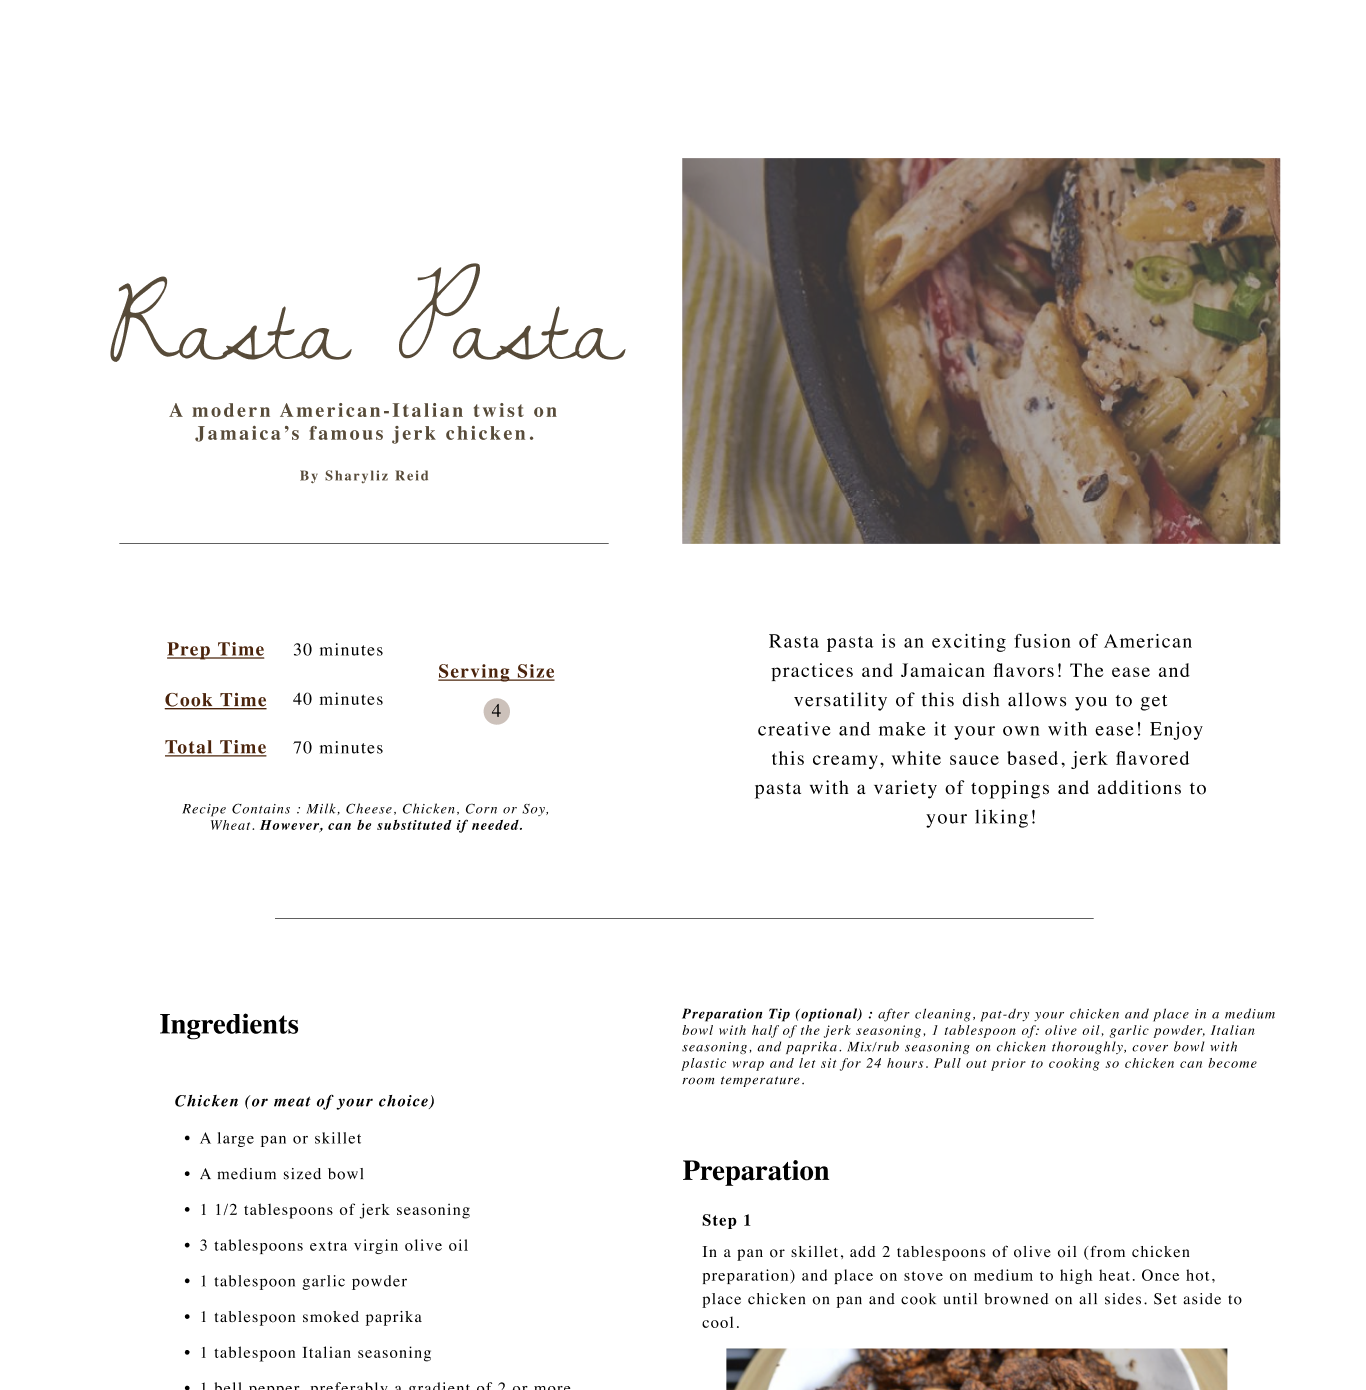 Rasta Pasta
A modern American-Italian twist on
Jamaica’s famous jerk chicken.
By Sharyliz Reid
Prep Time 30 minutes
Cook Time 40 minutes
Total Time 70 minutes
Serving Size
4
Recipe Contains : Milk, Cheese, Chicken, Corn or Soy,
Wheat. However, can be substituted if needed.
Rasta pasta is an exciting fusion of American
practices and Jamaican flavors! The ease and
versatility of this dish allows you to get
creative and make it your own with ease! Enjoy
this creamy, white sauce based, jerk flavored
pasta with a variety of toppings and additions to
your liking!
Ingredients
Chicken (or meat of your choice)
• A large pan or skillet
• A medium sized bowl
• 1 1/2 tablespoons of jerk seasoning
• 3 tablespoons extra virgin olive oil
• 1 tablespoon garlic powder
• 1 tablespoon smoked paprika
• 1 tablespoon Italian seasoning
• 1 bell pepper, preferably a gradient of 2 or more
Preparation Tip (optional) : after cleaning, pat-dry your chicken and place in a medium
bowl with half of the jerk seasoning, 1 tablespoon of: olive oil, garlic powder, Italian
seasoning, and paprika. Mix/rub seasoning on chicken thoroughly, cover bowl with
plastic wrap and let sit for 24 hours. Pull out prior to cooking so chicken can become
room temperature.
Preparation
Step 1
In a pan or skillet, add 2 tablespoons of olive oil (from chicken
preparation) and place on stove on medium to high heat. Once hot,
place chicken on pan and cook until browned on all sides. Set aside to
cool.